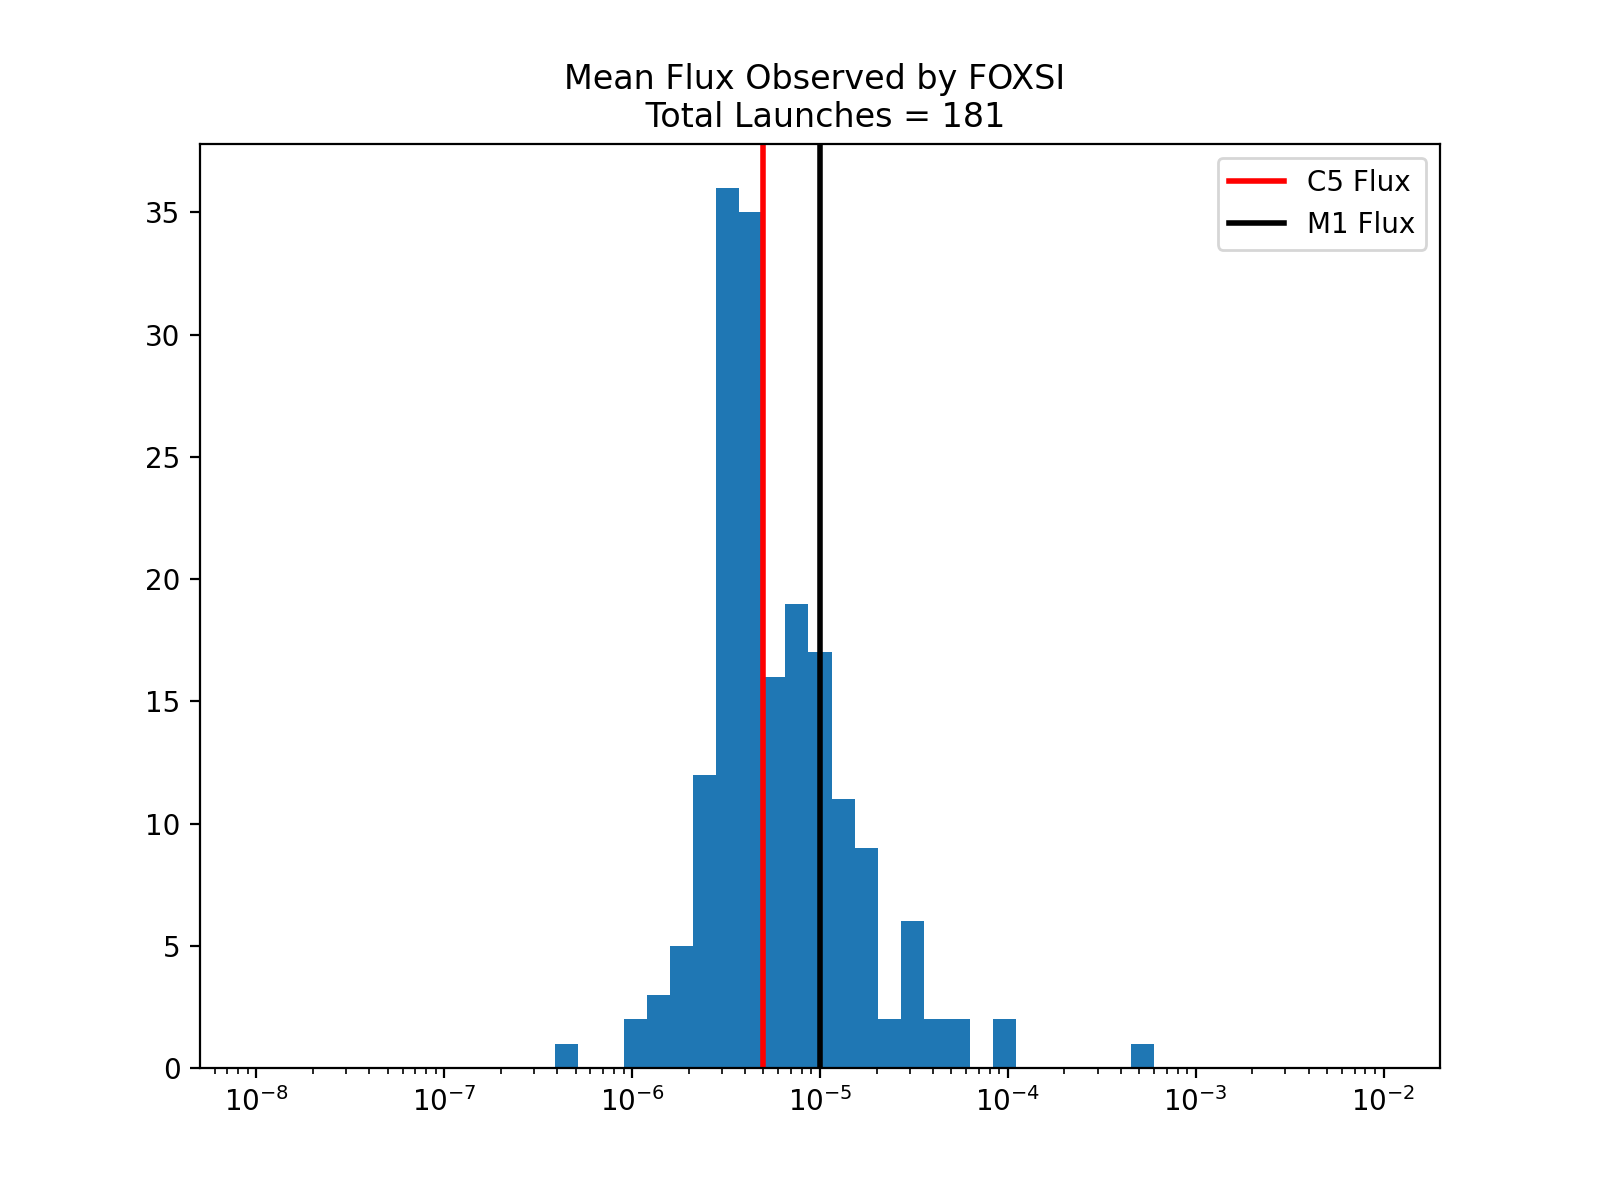 Mean Flux Observed by FOXSI
Total Launches = 181
C5 Flux
M1 Flux
35
30
25
20
15
10
5
0
10⁻⁸ 10⁻⁷ 10⁻⁶ 10⁻⁵ 10⁻⁴ 10⁻³ 10⁻²